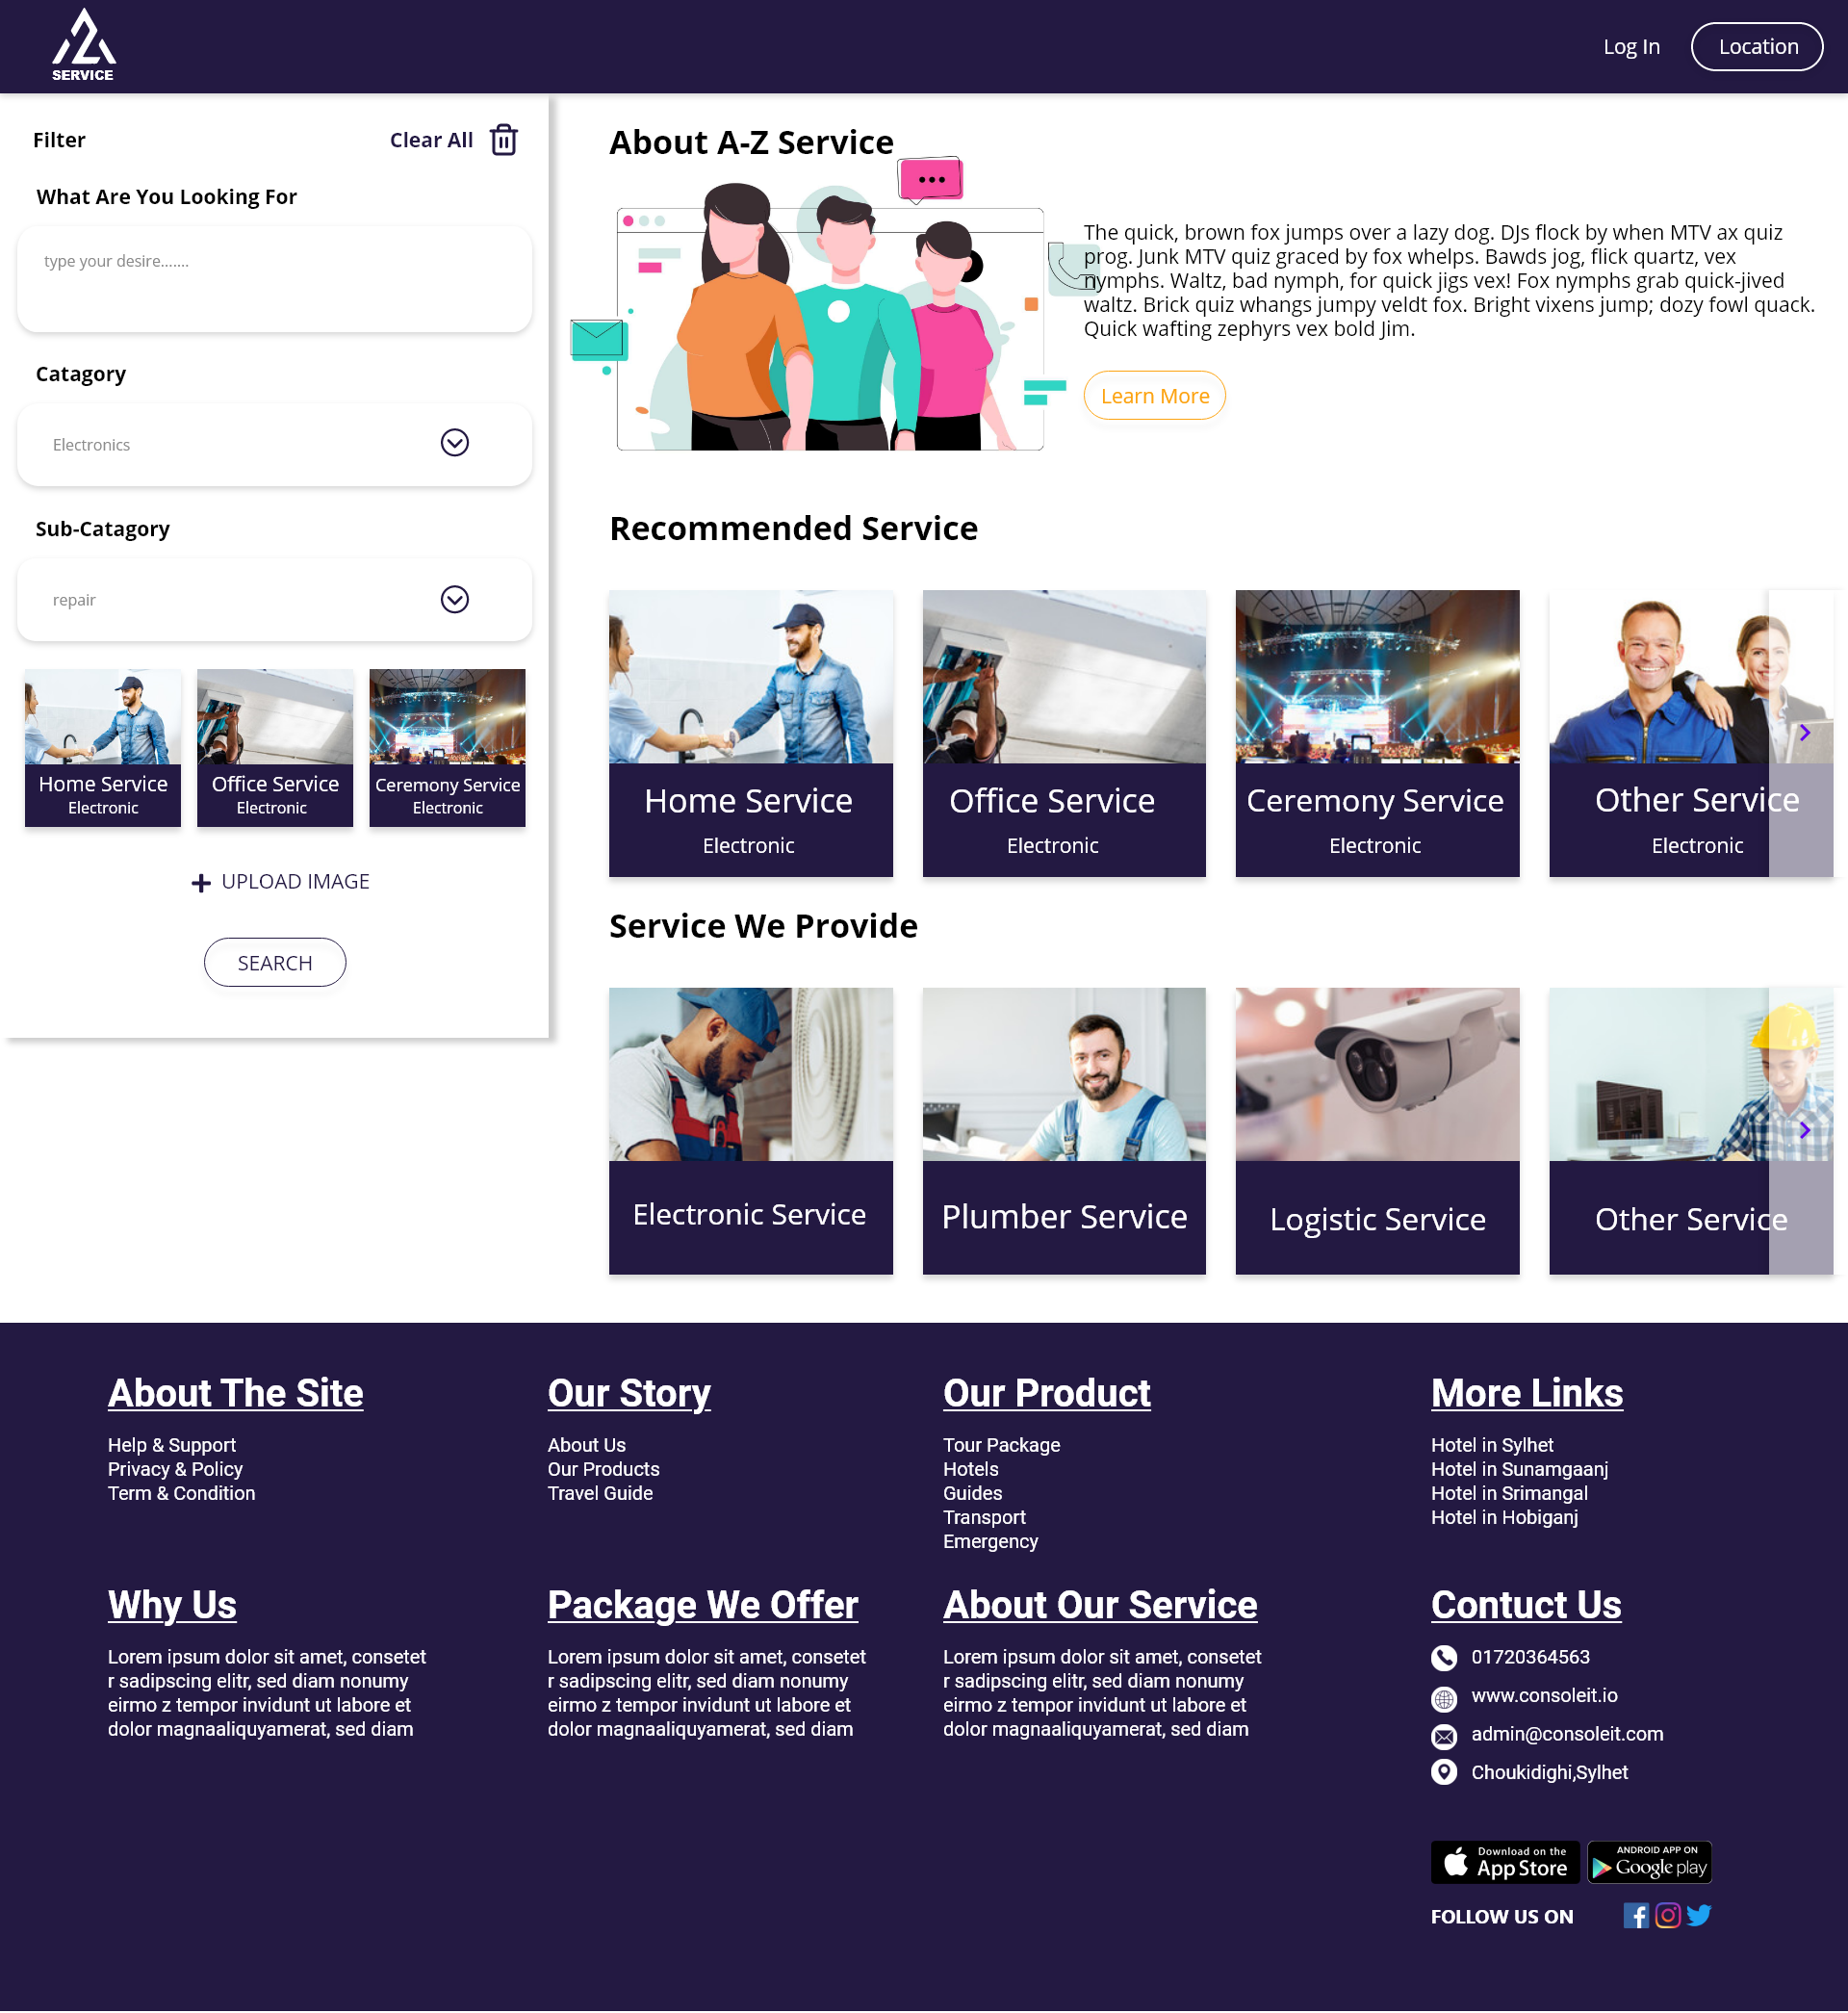 SERVICE
Log In
Location
Filter
Clear All
What Are You Looking For
type your desire.......
Catagory
Electronics
Sub-Catagory
repair
Home Service
Electronic
Office Service
Electronic
Ceremony Service
Electronic
UPLOAD IMAGE
SEARCH
About A-Z Service
The quick, brown fox jumps over a lazy dog. DJs flock by when MTV ax quiz
prog. Junk MTV quiz graced by fox whelps. Bawds jog, flick quartz, vex
nymphs. Waltz, bad nymph, for quick jigs vex! Fox nymphs grab quick-jived
waltz. Brick quiz whangs jumpy veldt fox. Bright vixens jump; dozy fowl quack.
Quick wafting zephyrs vex bold Jim.
Learn More
Recommended Service
Home Service
Electronic
Office Service
Electronic
Ceremony Service
Electronic
Other Service
Electronic
Service We Provide
Electronic Service
Plumber Service
Logistic Service
Other Service
About The Site
Help & Support
Privacy & Policy
Term & Condition
Our Story
About Us
Our Products
Travel Guide
Our Product
Tour Package
Hotels
Guides
Transport
Emergency
More Links
Hotel in Sylhet
Hotel in Sunamgaanj
Hotel in Srimangal
Hotel in Hobiganj
Why Us
Lorem ipsum dolor sit amet, consetet
r sadipscing elitr, sed diam nonumy
eirmo z tempor invidunt ut labore et
dolor magnaaliquyamerat, sed diam
Package We Offer
Lorem ipsum dolor sit amet, consetet
r sadipscing elitr, sed diam nonumy
eirmo z tempor invidunt ut labore et
dolor magnaaliquyamerat, sed diam
About Our Service
Lorem ipsum dolor sit amet, consetet
r sadipscing elitr, sed diam nonumy
eirmo z tempor invidunt ut labore et
dolor magnaaliquyamerat, sed diam
Contuct Us
01720364563
www.consoleit.io
admin@consoleit.com
Choukidighi,Sylhet
Download on the
App Store
ANDROID APP ON
Google play
FOLLOW US ON